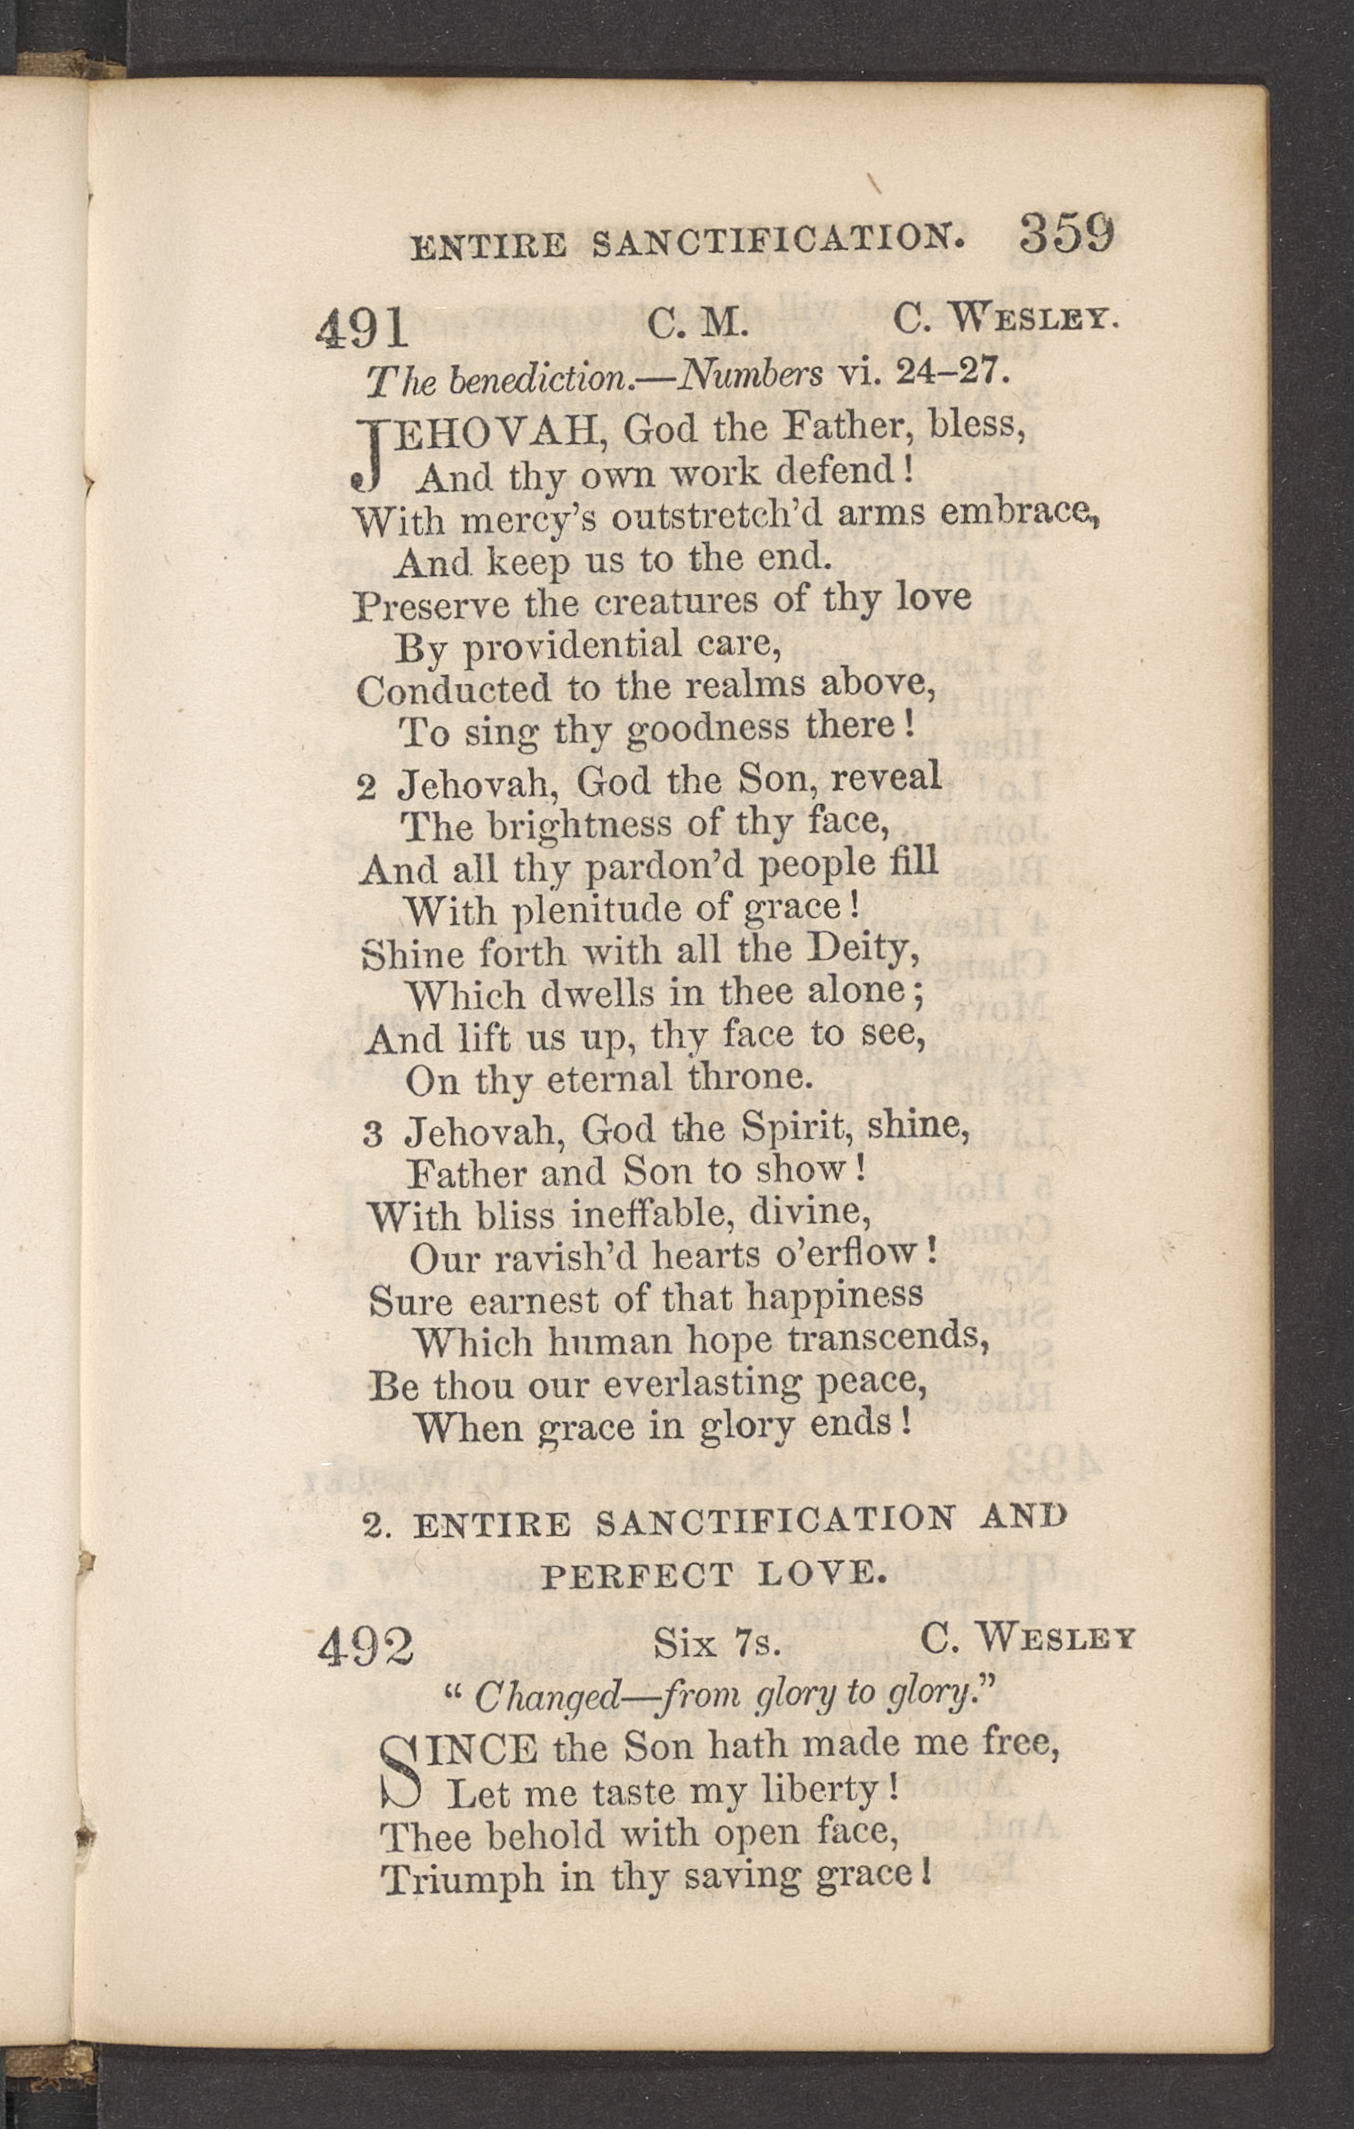 ENTIRE SANCTIFICATION. 359
491 C. M. C. WESLEY.
The benediction.—Numbers vi. 24–27.
JEHOVAH, God the Father, bless,
And thy own work defend!
With mercy's outstretch'd arms embrace,
And keep us to the end.
Preserve the creatures of thy love
By providential care,
Conducted to the realms above,
To sing thy goodness there!
2 Jehovah, God the Son, reveal
The brightness of thy face,
And all thy pardon'd people fill
With plenitude of grace!
Shine forth with all the Deity,
Which dwells in thee alone;
And lift us up, thy face to see,
On thy eternal throne.
3 Jehovah, God the Spirit, shine,
Father and Son to show!
With bliss ineffable, divine,
Our ravish'd hearts o'erflow!
Sure earnest of that happiness
Which human hope transcends,
Be thou our everlasting peace,
When grace in glory ends!
2. ENTIRE SANCTIFICATION AND
PERFECT LOVE.
492 Six 7s. C. WESLEY
"Changed—from glory to glory."
SINCE the Son hath made me free,
Let me taste my liberty!
Thee behold with open face,
Triumph in thy saving grace!